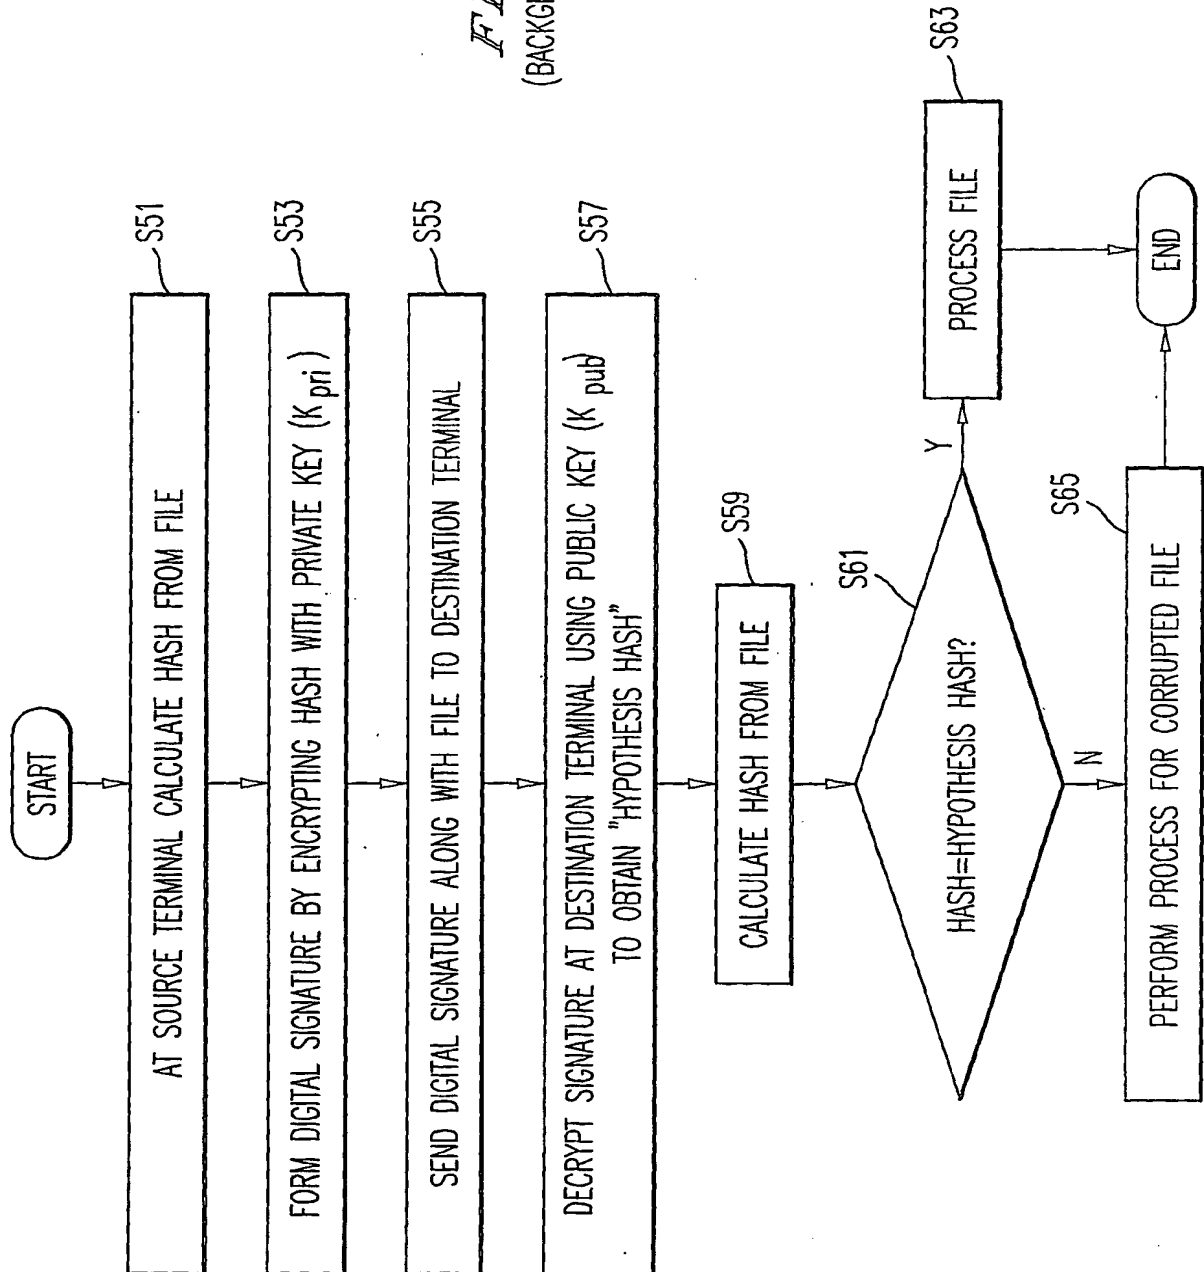 START
S51
AT SOURCE TERMINAL CALCULATE HASH FROM FILE
S53
FORM DIGITAL SIGNATURE BY ENCRYPTING HASH WITH PRIVATE KEY (K pri )
S55
SEND DIGITAL SIGNATURE ALONG WITH FILE TO DESTINATION TERMINAL
S57
DECRYPT SIGNATURE AT DESTINATION TERMINAL USING PUBLIC KEY (K pub)
TO OBTAIN "HYPOTHESIS HASH"
S59
CALCULATE HASH FROM FILE
S61
HASH=HYPOTHESIS HASH?
Y
S63
PROCESS FILE
N
S65
PERFORM PROCESS FOR CORRUPTED FILE
END